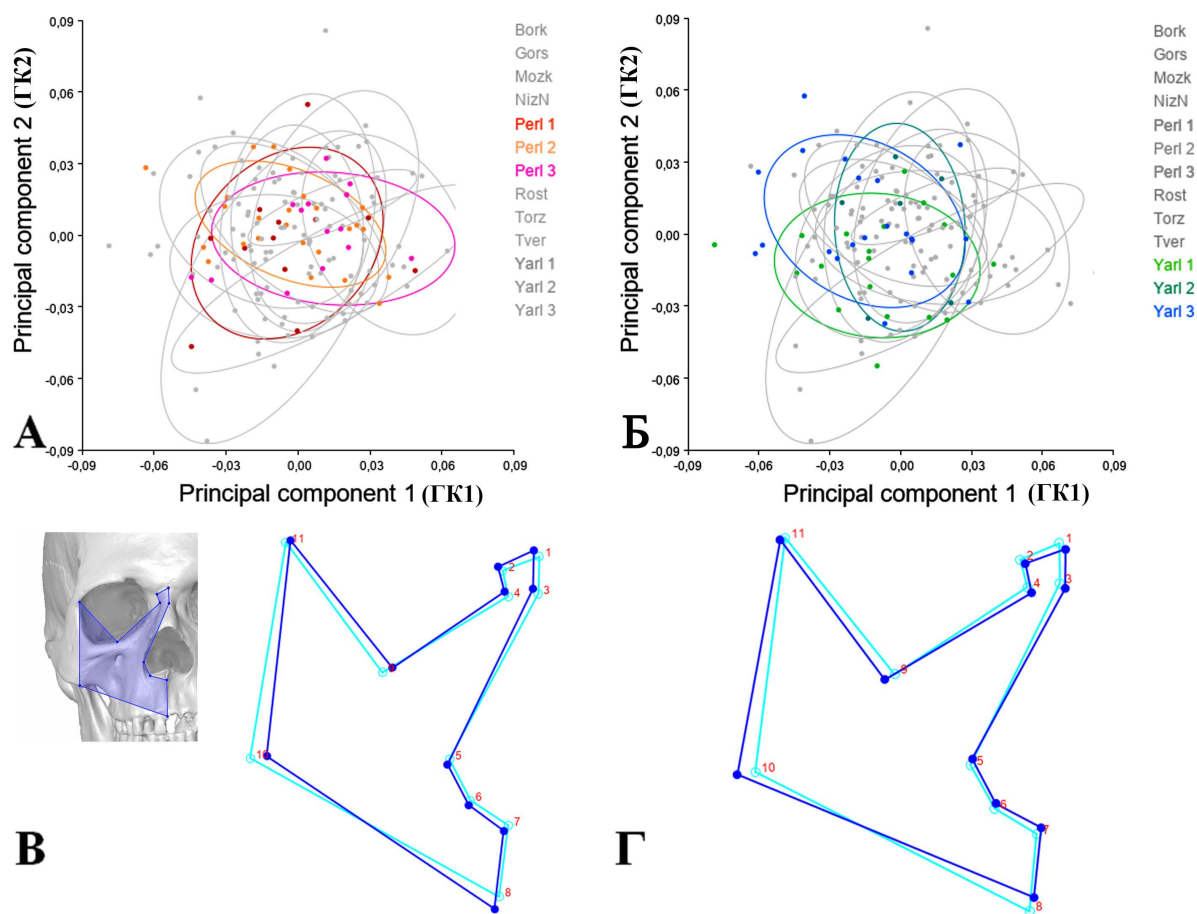 0,09
0,06
0,03
0,00
-0,03
-0,06
-0,09
Principal component 2 (ГК2)
-0,09
-0,06
-0,03
0,00
0,03
0,06
0,09
Principal component 1 (ГК1)
Bork
Gors
Mozk
NizN
Perl 1
Perl 2
Perl 3
Rost
Torz
Tver
Yarl 1
Yarl 2
Yarl 3
А
0,09
0,06
0,03
0,00
-0,03
-0,06
-0,09
Principal component 2 (ГК2)
-0,09
-0,06
-0,03
0,00
0,03
0,06
0,09
Principal component 1 (ГК1)
Bork
Gors
Mozk
NizN
Perl 1
Perl 2
Perl 3
Rost
Torz
Tver
Yarl 1
Yarl 2
Yarl 3
Б
11
1
2
4
3
10
5
6
7
8
В
11
1
2
4
3
9
10
5
6
7
8
Г